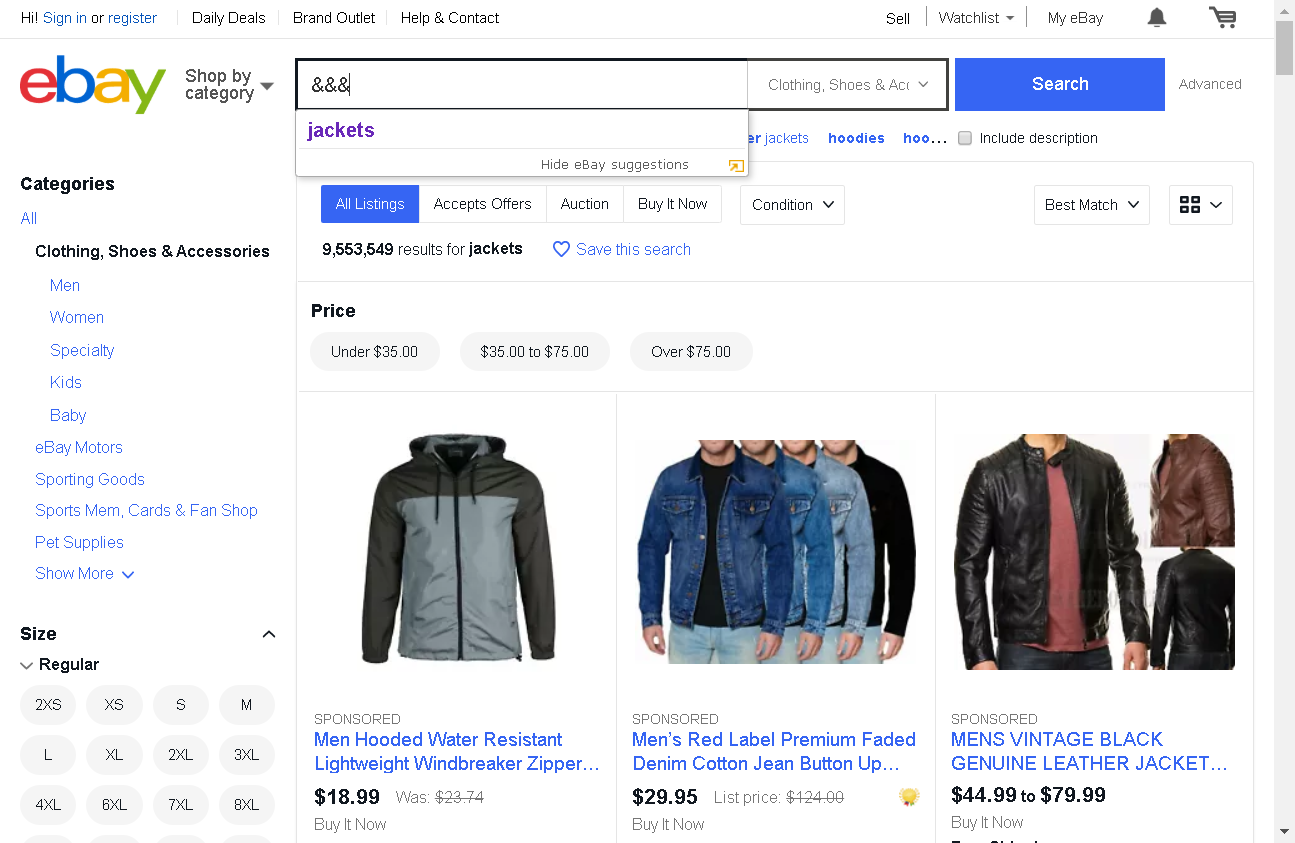 Hi! Sign in or register
Daily Deals
Brand Outlet
Help & Contact
Sell
Watchlist
My eBay
ebay
Shop by
category
&&&
Clothing, Shoes & Acc
Search
Advanced
jackets
Hide eBay suggestions
jackets
hoodies
hoo...
Include description
Categories
All
Clothing, Shoes & Accessories
Men
Women
Specialty
Kids
Baby
eBay Motors
Sporting Goods
Sports Mem, Cards & Fan Shop
Pet Supplies
Show More
Size
Regular
2XS XS S M
L XL 2XL 3XL
4XL 6XL 7XL 8XL
All Listings
Accepts Offers
Auction
Buy It Now
Condition
Best Match
9,553,549 results for jackets
Save this search
Price
Under $35.00
$35.00 to $75.00
Over $75.00
SPONSORED
Men Hooded Water Resistant
Lightweight Windbreaker Zipper...
$18.99 Was: $23.74
Buy It Now
SPONSORED
Men's Red Label Premium Faded
Denim Cotton Jean Button Up...
$29.95 List price: $124.00
Buy It Now
SPONSORED
MENS VINTAGE BLACK
GENUINE LEATHER JACKET...
$44.99 to $79.99
Buy It Now